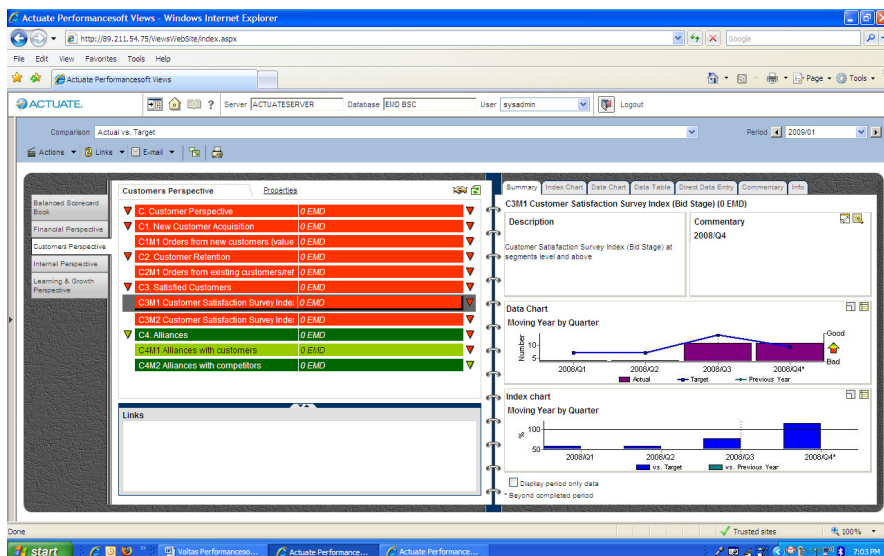 Actuate Performancesoft Views - Windows Internet Explorer
http://89.211.54.75/ViewsWebSite/index.aspx
Google
File Edit View Favorites Tools Help
Actuate Performancesoft Views
Page Tools
ACTUATE. ? Server ACTUATESERVER Database EMD BSC User sysadmin Logout
Comparison Actual vs. Target Period 2009/01
Actions Links E-mail
Balanced Scorecard Book
Financial Perspective
Customers Perspective
Internal Perspective
Learning & Growth Perspective
Customers Perspective Properties
C. Customer Perspective 0 EMD
C1. New Customer Acquisition 0 EMD
C1M1 Orders from new customers (value 0 EMD
C2. Customer Retention 0 EMD
C2M1 Orders from existing customers/ref 0 EMD
C3. Satisfied Customers 0 EMD
C3M1 Customer Satisfaction Survey Inde: 0 EMD
C3M2 Customer Satisfaction Survey Inde: 0 EMD
C4. Alliances 0 EMD
C4M1 Alliances with customers 0 EMD
C4M2 Alliances with competitors 0 EMD
Links
Summary Index Chart Data Chart Data Table Direct Data Entry Commentary Info
C3M1 Customer Satisfaction Survey Index (Bid Stage) (0 EMD)
Description
Customer Satisfaction Survey Index (Bid Stage) at
segments level and above
Commentary
2008/Q4
Data Chart
Moving Year by Quarter
Number
10
5
Good
Bad
2008/Q1 2008/Q2 2008/Q3 2008/Q4*
Actual Target Previous Year
Index chart
Moving Year by Quarter
%
100
50
2008/Q1 2008/Q2 2008/Q3 2008/Q4*
vs. Target vs. Previous Year
Display period only data
* Beyond completed period
Done Trusted sites 100%
start Voltas Performanceso... Actuate Performance... Actuate Performance... 7:03 PM